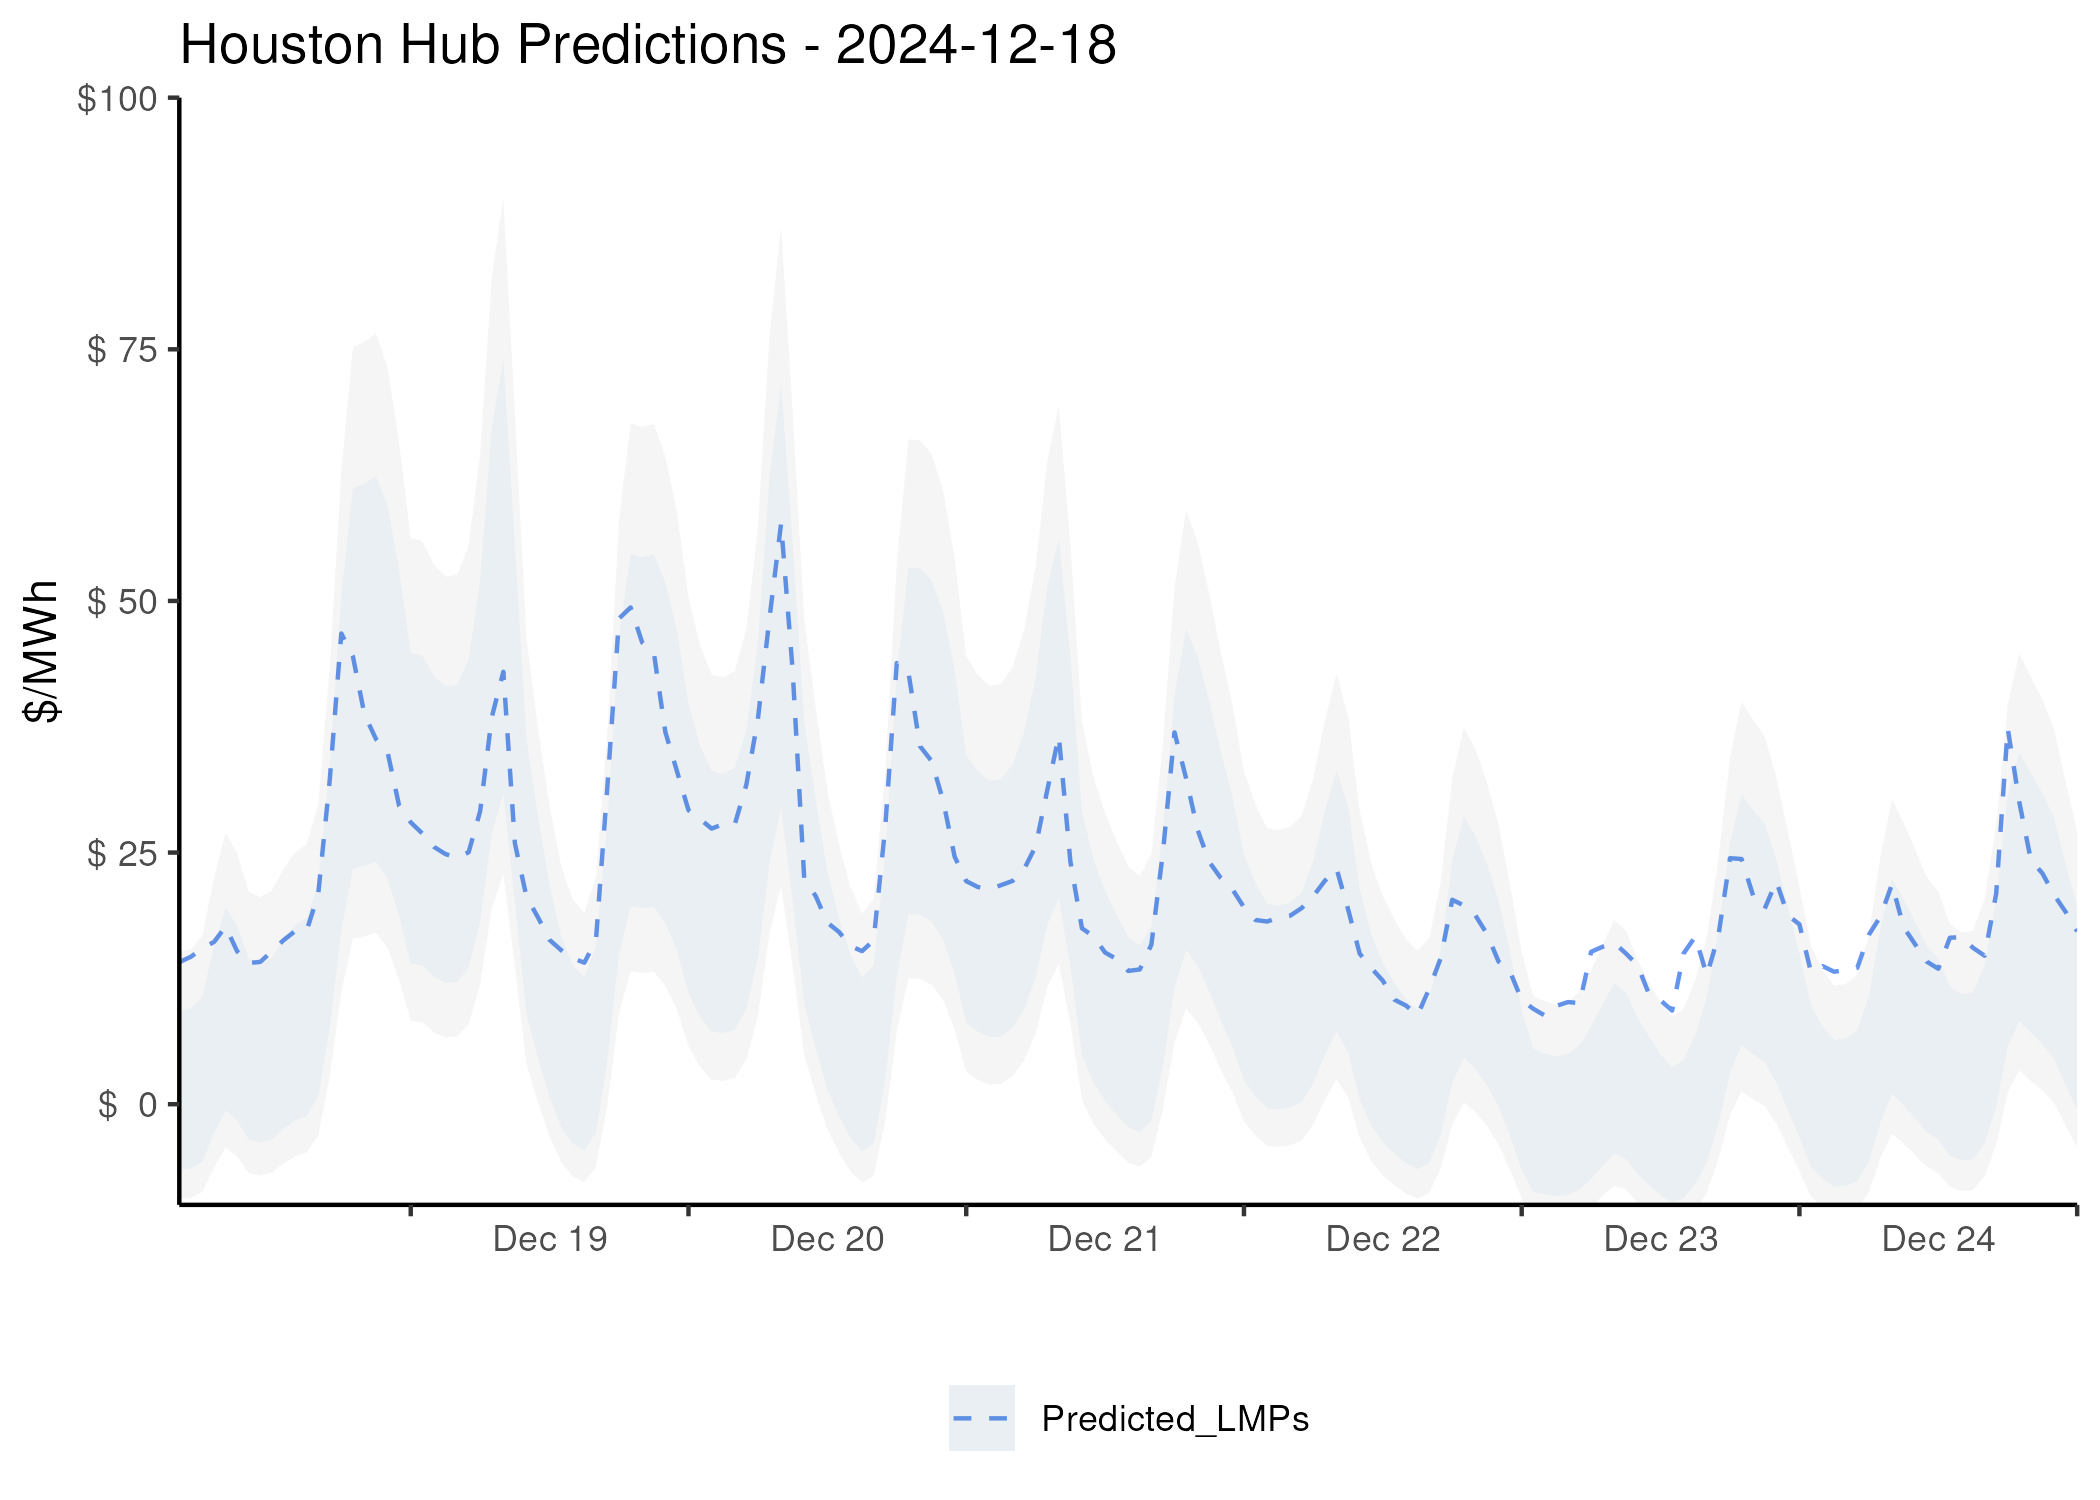 Houston Hub Predictions - 2024-12-18
$100
$ 75
$ 50
$ 25
$  0
$/MWh
Dec 19 Dec 20 Dec 21 Dec 22 Dec 23 Dec 24
Predicted_LMPs